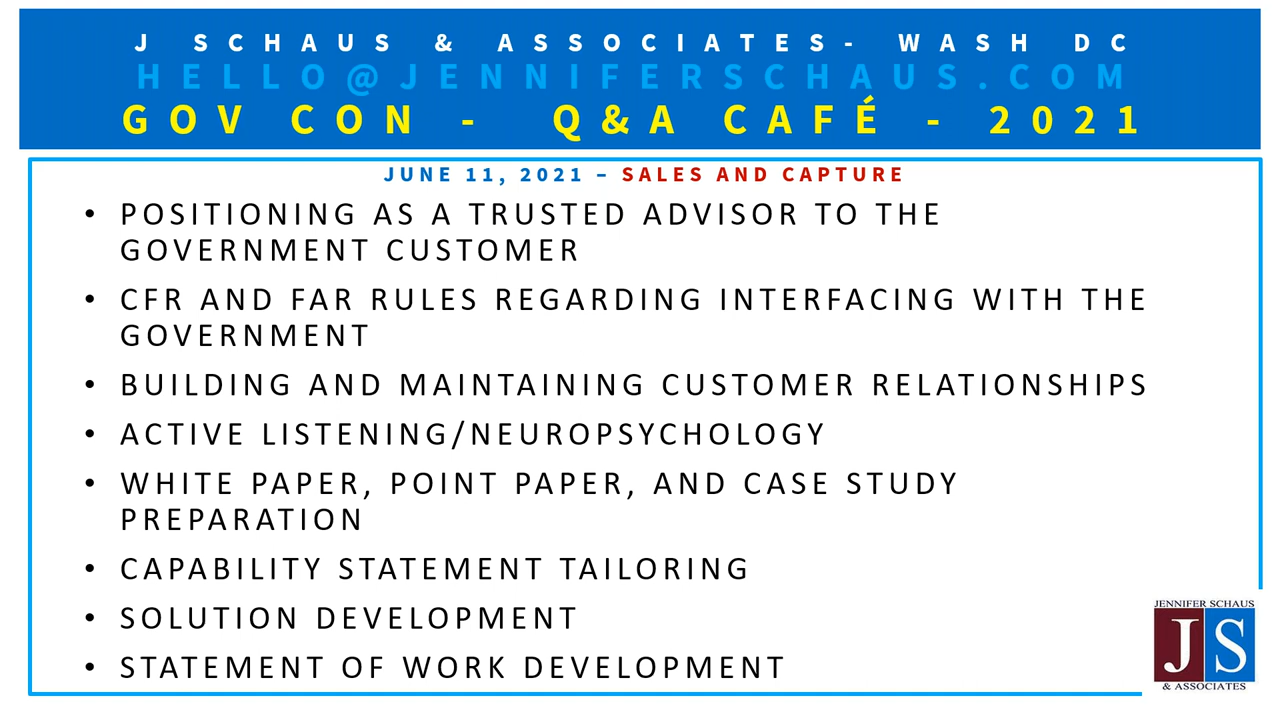 J SCHAUS & ASSOCIATES- WASH DC
HELLO@JENNIFERSCHAUS.COM
GOV CON - Q&A CAFÉ - 2021
JUNE 11, 2021 – SALES AND CAPTURE
• POSITIONING AS A TRUSTED ADVISOR TO THE
GOVERNMENT CUSTOMER
• CFR AND FAR RULES REGARDING INTERFACING WITH THE
GOVERNMENT
• BUILDING AND MAINTAINING CUSTOMER RELATIONSHIPS
• ACTIVE LISTENING/NEUROPSYCHOLOGY
• WHITE PAPER, POINT PAPER, AND CASE STUDY
PREPARATION
• CAPABILITY STATEMENT TAILORING
• SOLUTION DEVELOPMENT
• STATEMENT OF WORK DEVELOPMENT
JENNIFER SCHAUS
JS
& ASSOCIATES